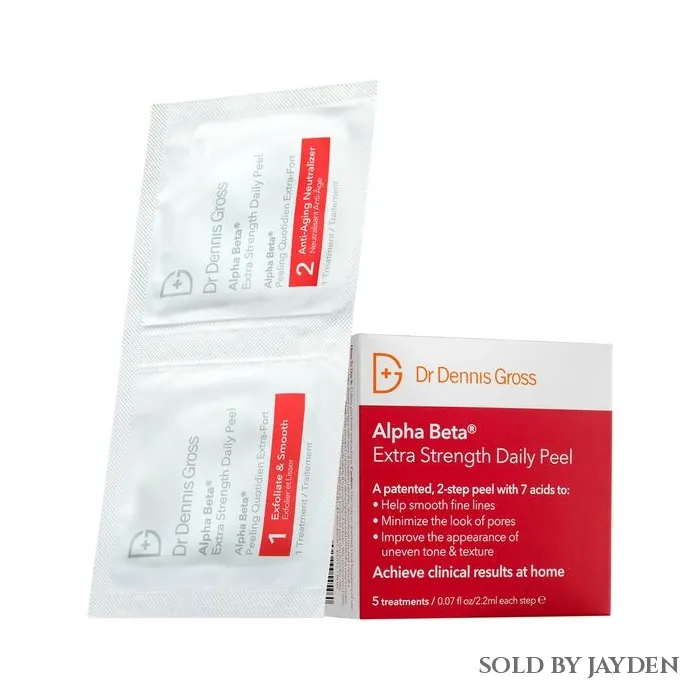 Dr Dennis Gross
Alpha Beta®
Extra Strength Daily Peel
Alpha Beta®
Peeling Quotidien Extra-Fort
2 Anti-Aging Neutralizer
Neutralisant Anti-Âge
1 Treatment / Traitement
Dr Dennis Gross
Alpha Beta®
Extra Strength Daily Peel
Alpha Beta®
Peeling Quotidien Extra-Fort
1 Exfoliate & Smooth
Exfolier et Lisser
1 Treatment / Traitement
Dr Dennis Gross
Alpha Beta®
Extra Strength Daily Peel
A patented, 2-step peel with 7 acids to:
• Help smooth fine lines
• Minimize the look of pores
• Improve the appearance of
uneven tone & texture
Achieve clinical results at home
5 treatments / 0.07 fl oz/2.2ml each step ℮
SOLD BY JAYDEN